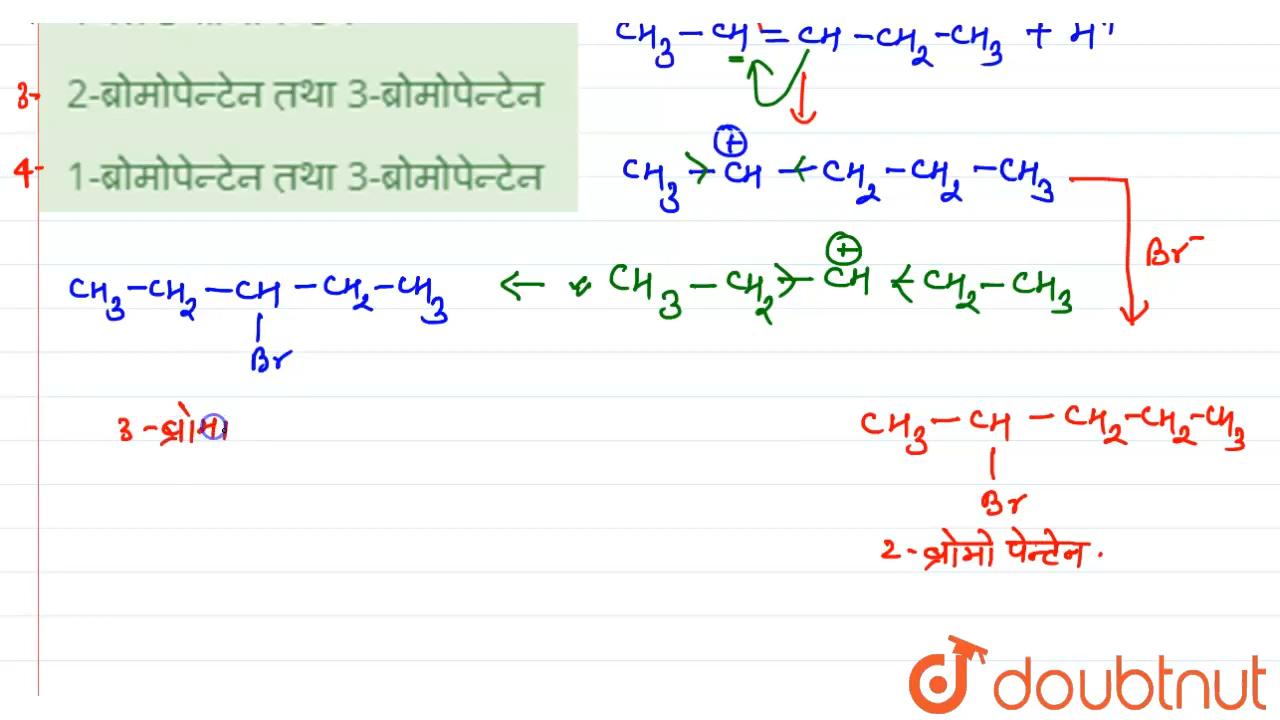 CH3 – CH = CH – CH2 – CH3 + H+
3- 2-ब्रोमोपेन्टेन तथा 3-ब्रोमोपेन्टेन
⊕
4- 1-ब्रोमोपेन्टेन तथा 3-ब्रोमोपेन्टेन
CH3 > CH < CH2 – CH2 – CH3
Br–
⊕
CH3 – CH2 – CH – CH2 – CH3 ← CH3 – CH2 > CH < CH2 – CH3
Br
3-ब्रोमा
CH3 – CH – CH2 – CH2 – CH3
Br
2-ब्रोमो पेन्टेन.
doubtnut